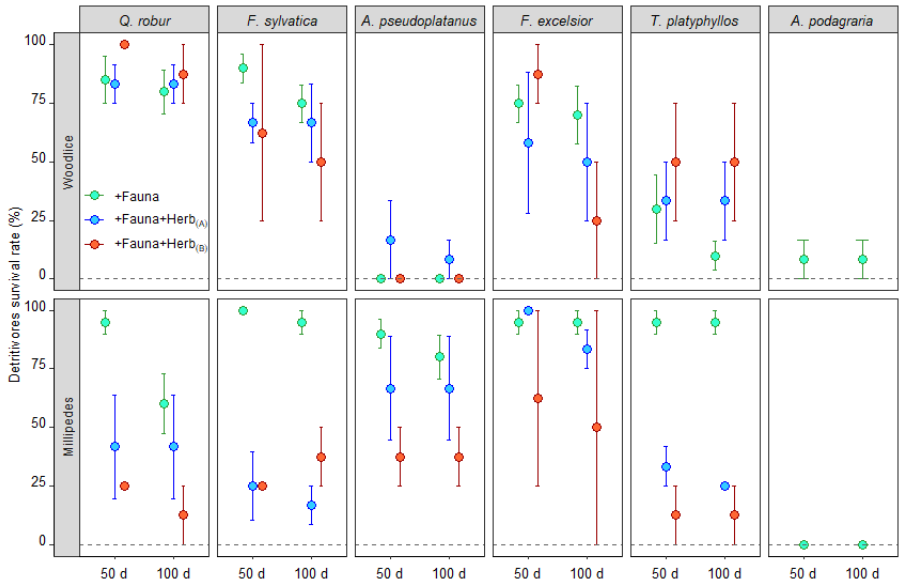 Q. robur F. sylvatica A. pseudoplatanus F. excelsior T. platyphyllos A. podagraria
Detritivores survival rate (%)
Woodlice
100
75
50
25
0
+Fauna
+Fauna+Herb(A)
+Fauna+Herb(B)
Millipedes
100
75
50
25
0
50 d 100 d 50 d 100 d 50 d 100 d 50 d 100 d 50 d 100 d 50 d 100 d